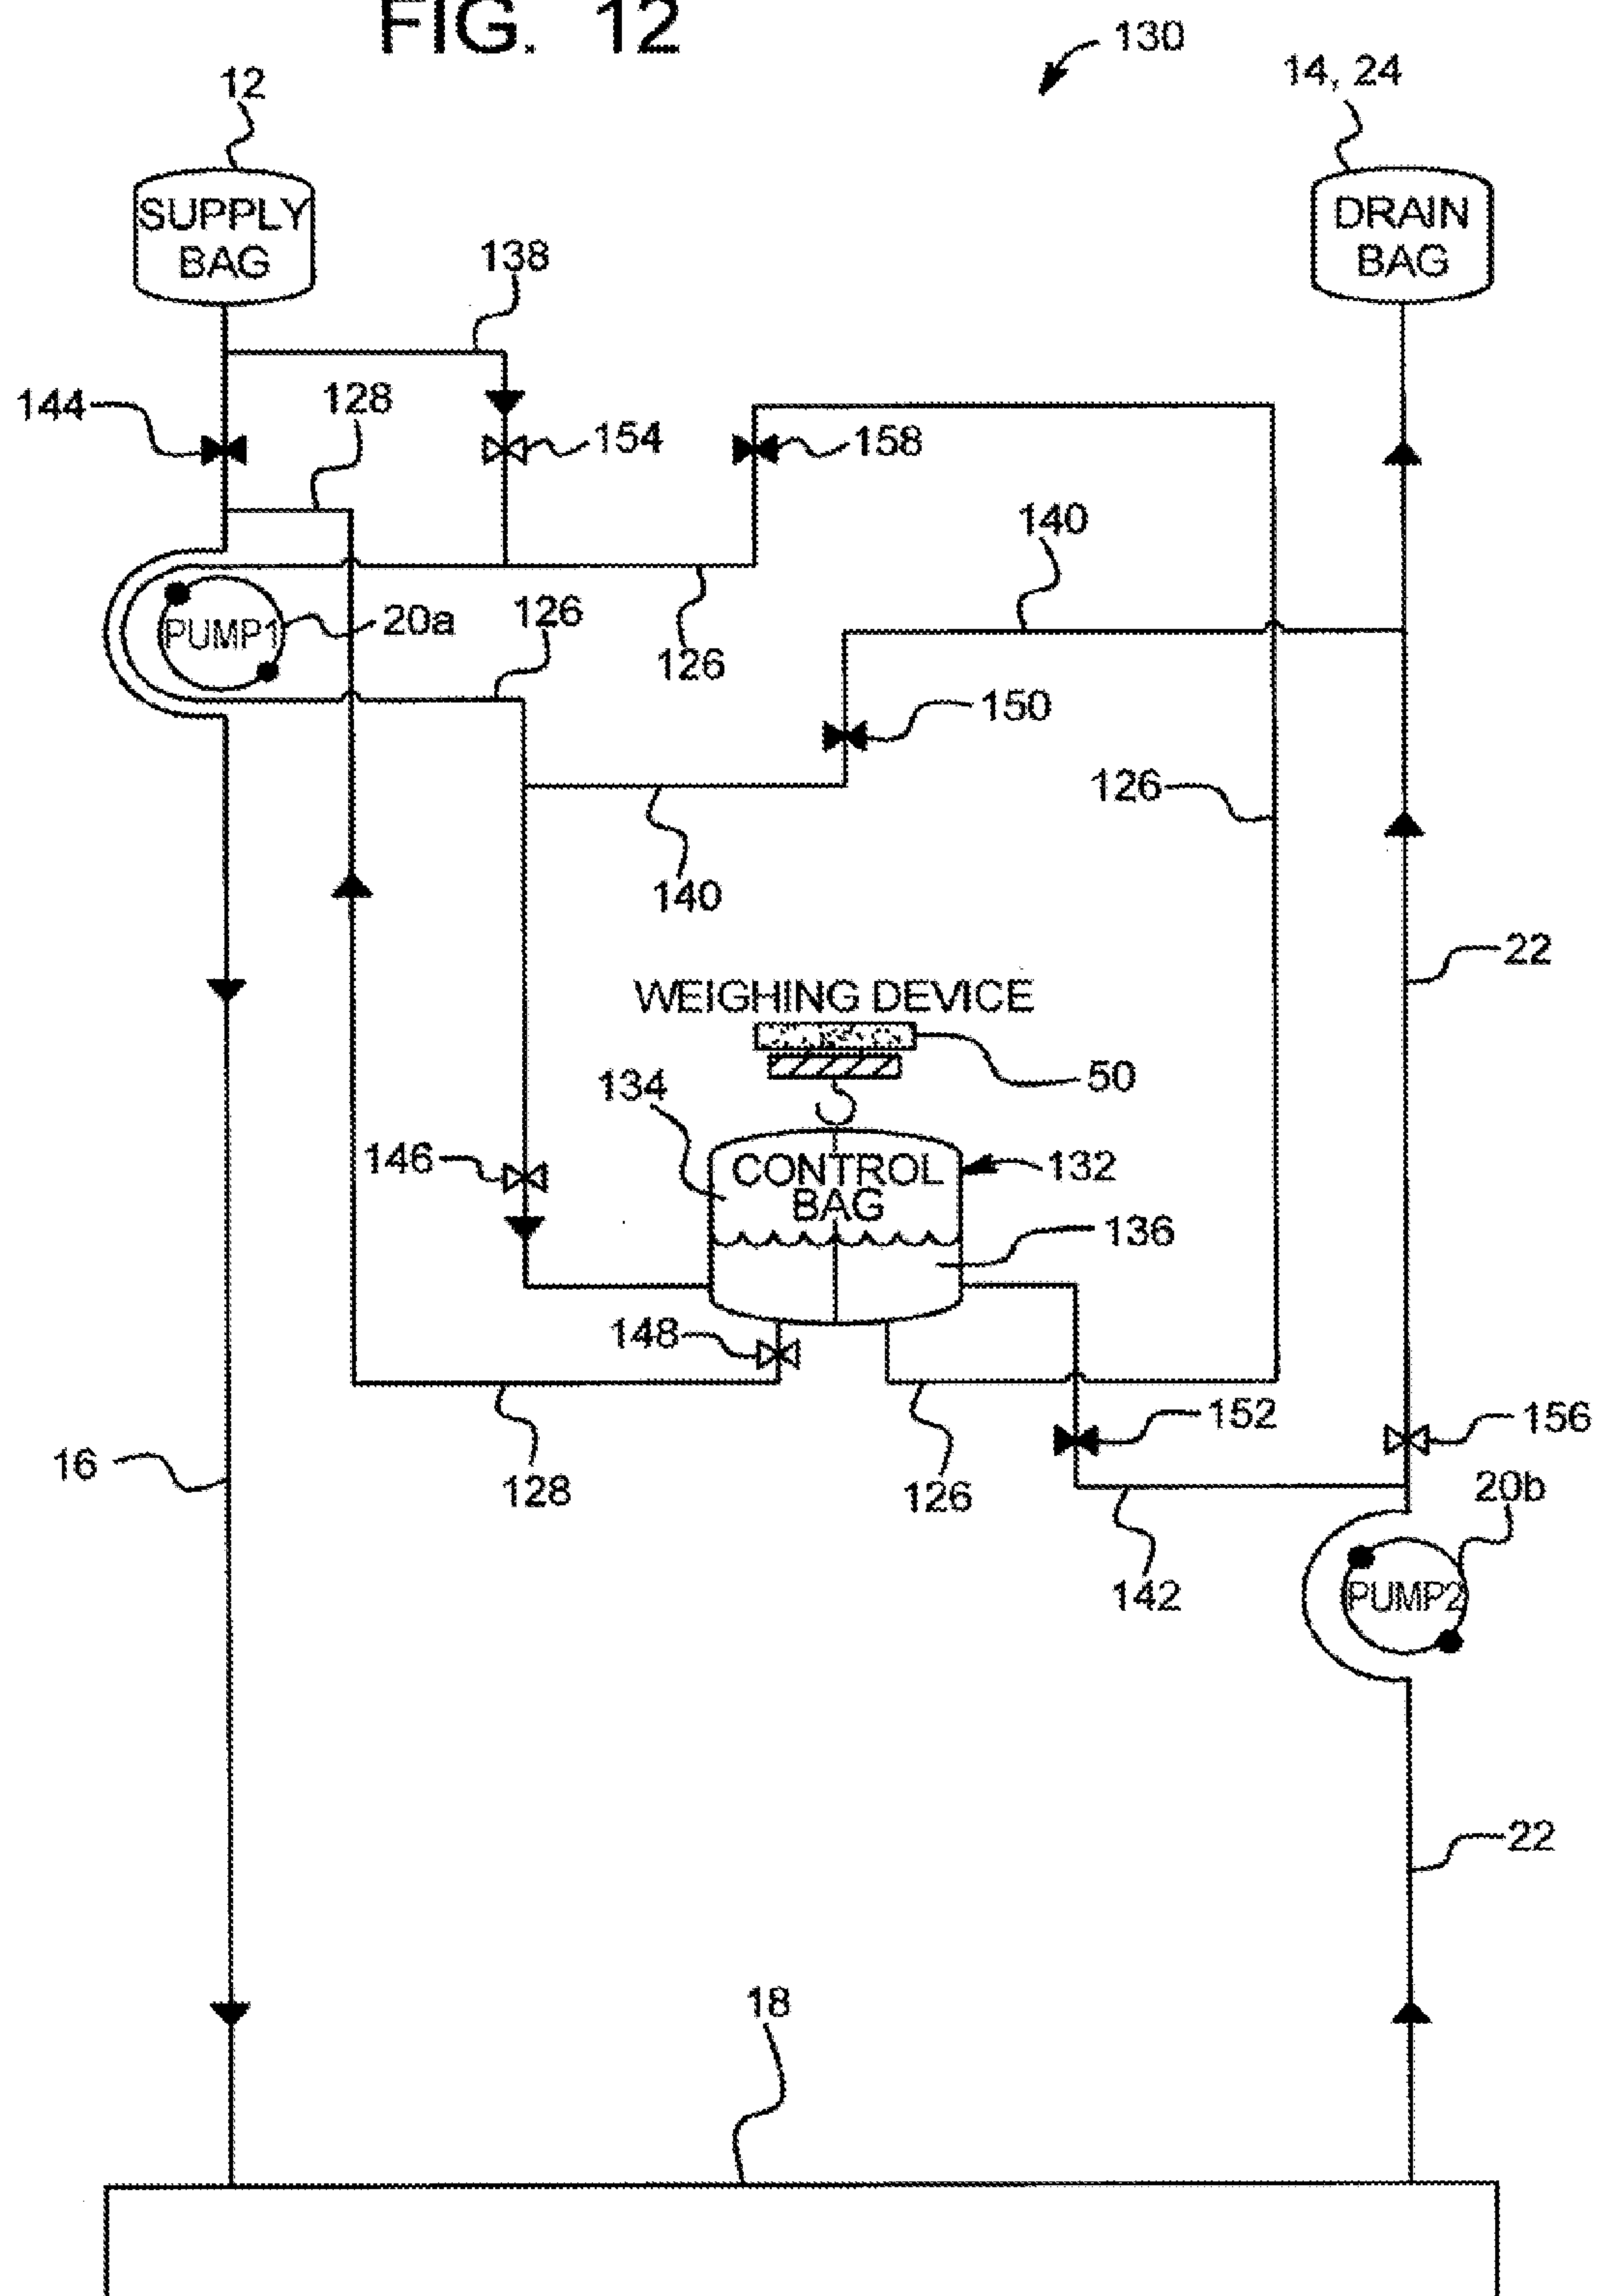 FIG. 12
130
12
14, 24
SUPPLY
BAG
DRAIN
BAG
138
144
128
154
158
140
PUMP1
20a
126
126
150
126
140
22
WEIGHING DEVICE
50
134
146
CONTROL
BAG
132
136
148
152
156
16
128
126
20b
142
PUMP2
22
18